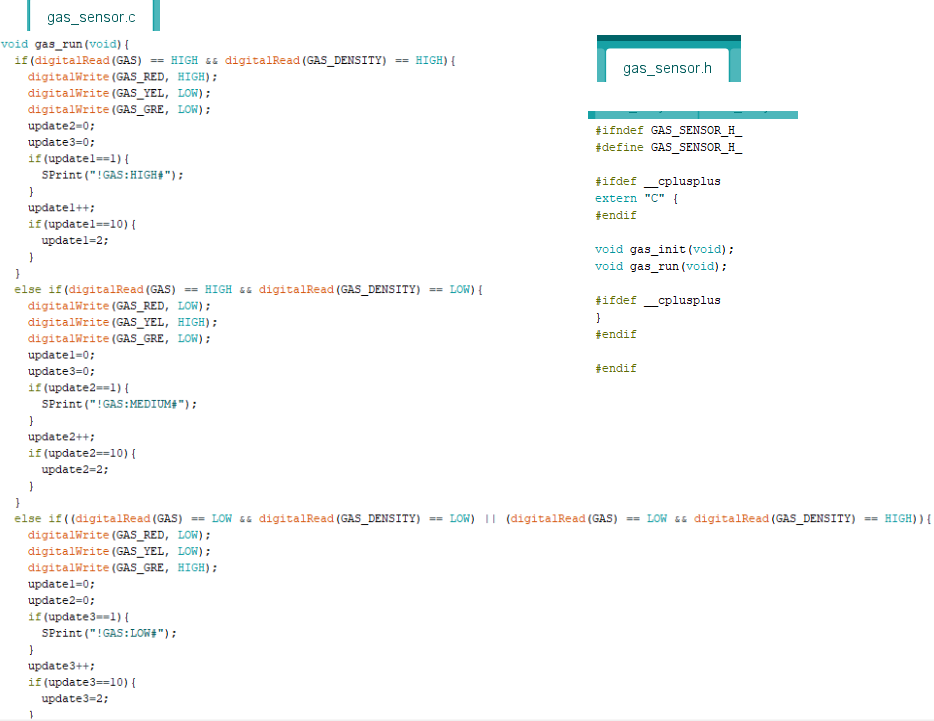 gas_sensor.c
void gas_run(void){
  if(digitalRead(GAS) == HIGH && digitalRead(GAS_DENSITY) == HIGH){
    digitalWrite(GAS_RED, HIGH);
    digitalWrite(GAS_YEL, LOW);
    digitalWrite(GAS_GRE, LOW);
    update2=0;
    update3=0;
    if(update1==1){
      SPrint("!GAS:HIGH#");
    }
    update1++;
    if(update1==10){
      update1=2;
    }
  }
  else if(digitalRead(GAS) == HIGH && digitalRead(GAS_DENSITY) == LOW){
    digitalWrite(GAS_RED, LOW);
    digitalWrite(GAS_YEL, HIGH);
    digitalWrite(GAS_GRE, LOW);
    update1=0;
    update3=0;
    if(update2==1){
      SPrint("!GAS:MEDIUM#");
    }
    update2++;
    if(update2==10){
      update2=2;
    }
  }
  else if((digitalRead(GAS) == LOW && digitalRead(GAS_DENSITY) == LOW) || (digitalRead(GAS) == LOW && digitalRead(GAS_DENSITY) == HIGH)){
    digitalWrite(GAS_RED, LOW);
    digitalWrite(GAS_YEL, LOW);
    digitalWrite(GAS_GRE, HIGH);
    update1=0;
    update2=0;
    if(update3==1){
      SPrint("!GAS:LOW#");
    }
    update3++;
    if(update3==10){
      update3=2;
    }
gas_sensor.h
#ifndef GAS_SENSOR_H_
#define GAS_SENSOR_H_

#ifdef __cplusplus
extern "C" {
#endif

void gas_init(void);
void gas_run(void);

#ifdef __cplusplus
}
#endif

#endif